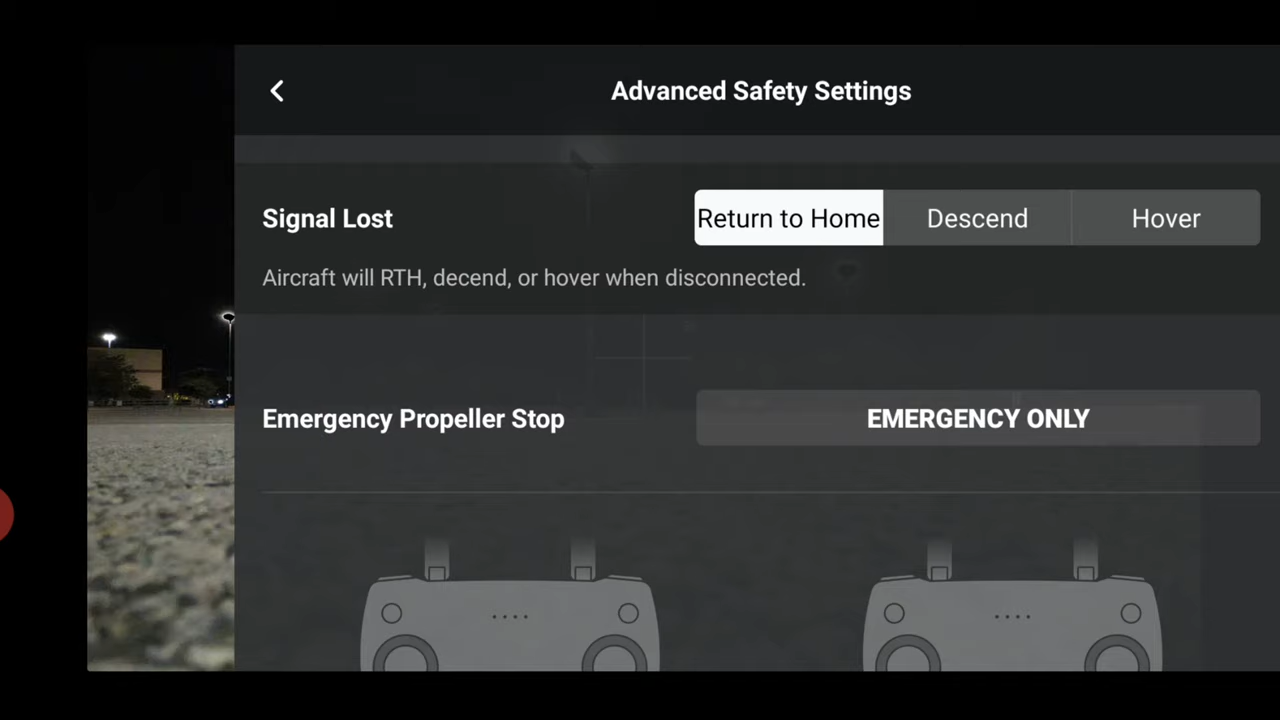 Advanced Safety Settings
Signal Lost
Return to Home
Descend
Hover
Aircraft will RTH, decend, or hover when disconnected.
Emergency Propeller Stop
EMERGENCY ONLY